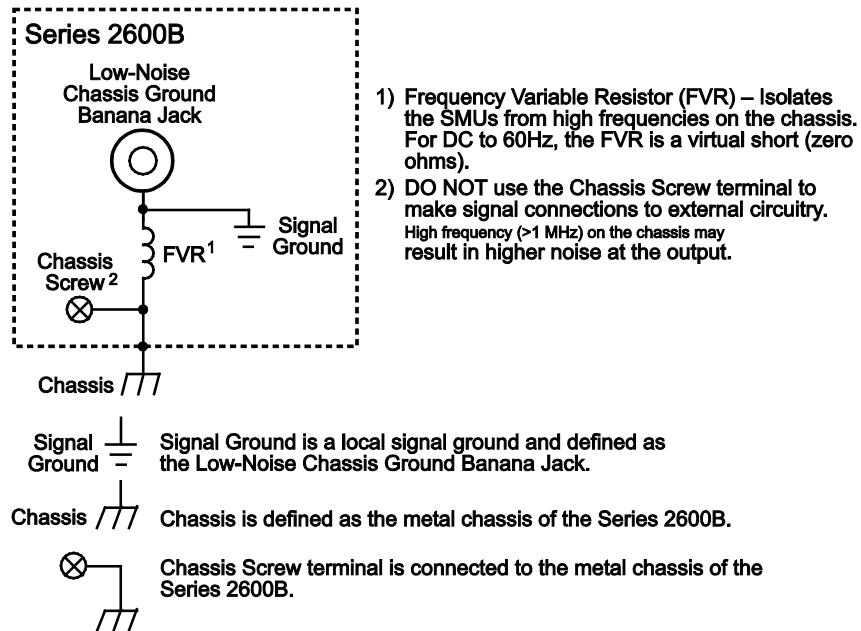 Series 2600B
Low-Noise
Chassis Ground
Banana Jack
Signal
Ground
FVR1
Chassis
Screw2
Chassis
1) Frequency Variable Resistor (FVR) – Isolates
the SMUs from high frequencies on the chassis.
For DC to 60Hz, the FVR is a virtual short (zero
ohms).
2) DO NOT use the Chassis Screw terminal to
make signal connections to external circuitry.
High frequency (>1 MHz) on the chassis may
result in higher noise at the output.
Signal
Ground
Signal Ground is a local signal ground and defined as
the Low-Noise Chassis Ground Banana Jack.
Chassis
Chassis is defined as the metal chassis of the Series 2600B.
Chassis Screw terminal is connected to the metal chassis of the
Series 2600B.